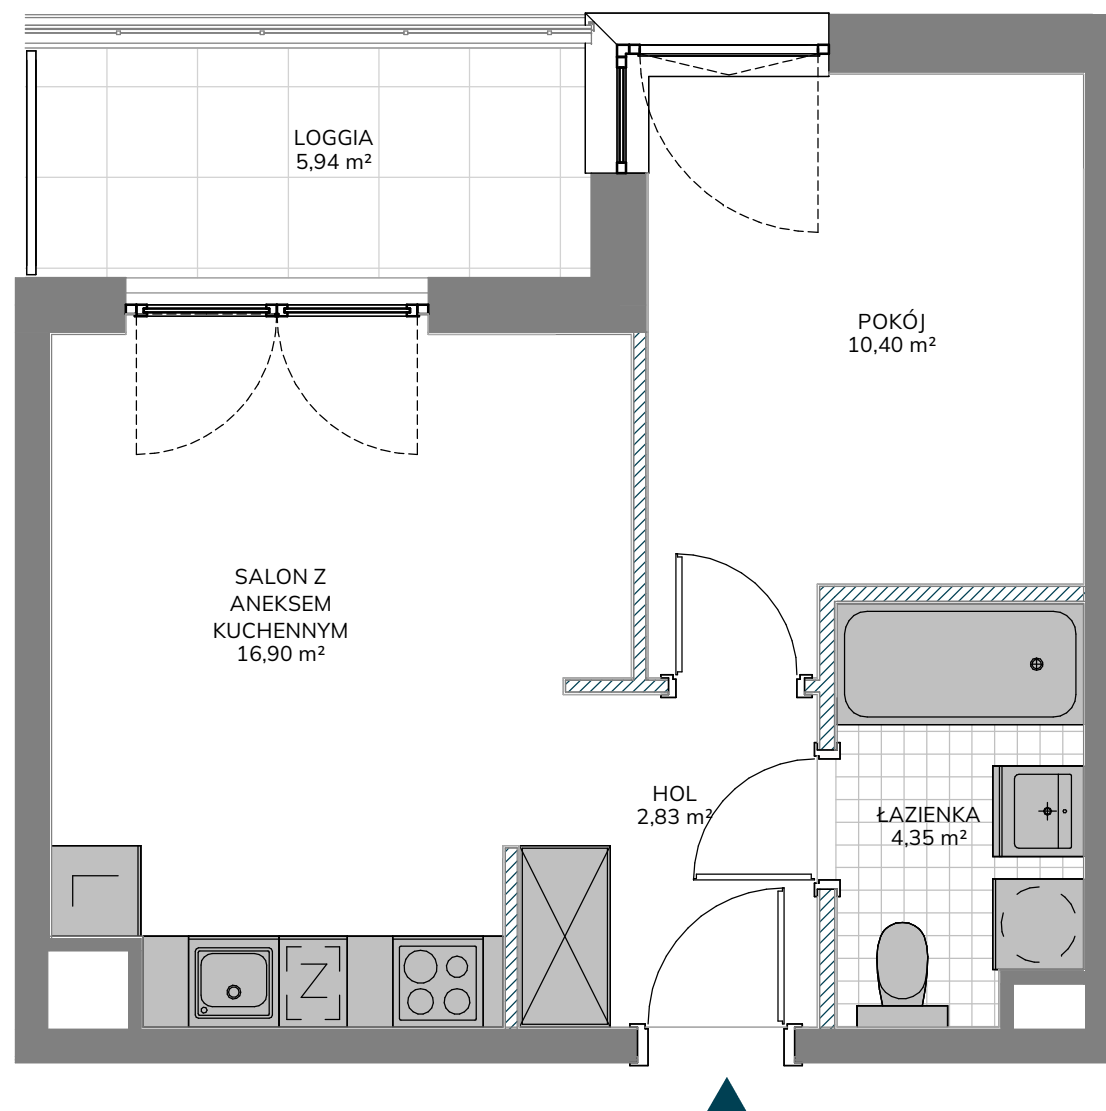 LOGGIA
5,94 m²
POKÓJ
10,40 m²
SALON Z
ANEKSEM
KUCHENNYM
16,90 m²
HOL
2,83 m²
ŁAZIENKA
4,35 m²
Z